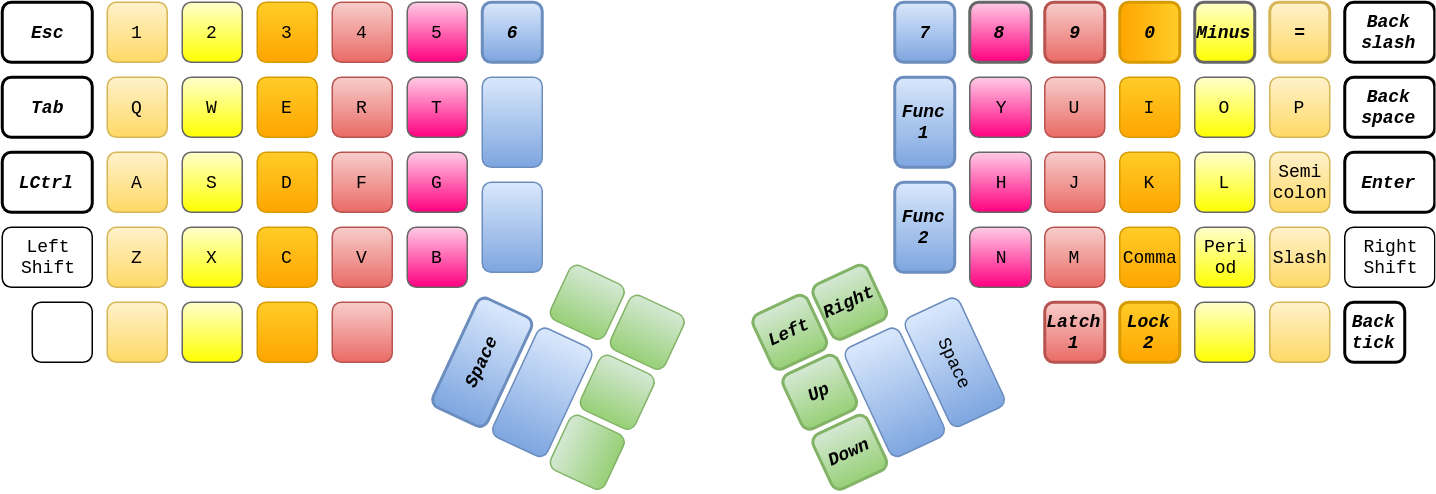 Esc 1 2 3 4 5 6 7 8 9 0 Minus = Back
slash
Tab Q W E R T Func
1 Y U I O P Back
space
LCtrl A S D F G Func
2 H J K L Semi
colon Enter
Left
Shift Z X C V B N M Comma Peri
od Slash Right
Shift
Space Left Right Up Down Space Latch
1 Lock
2 Back
tick